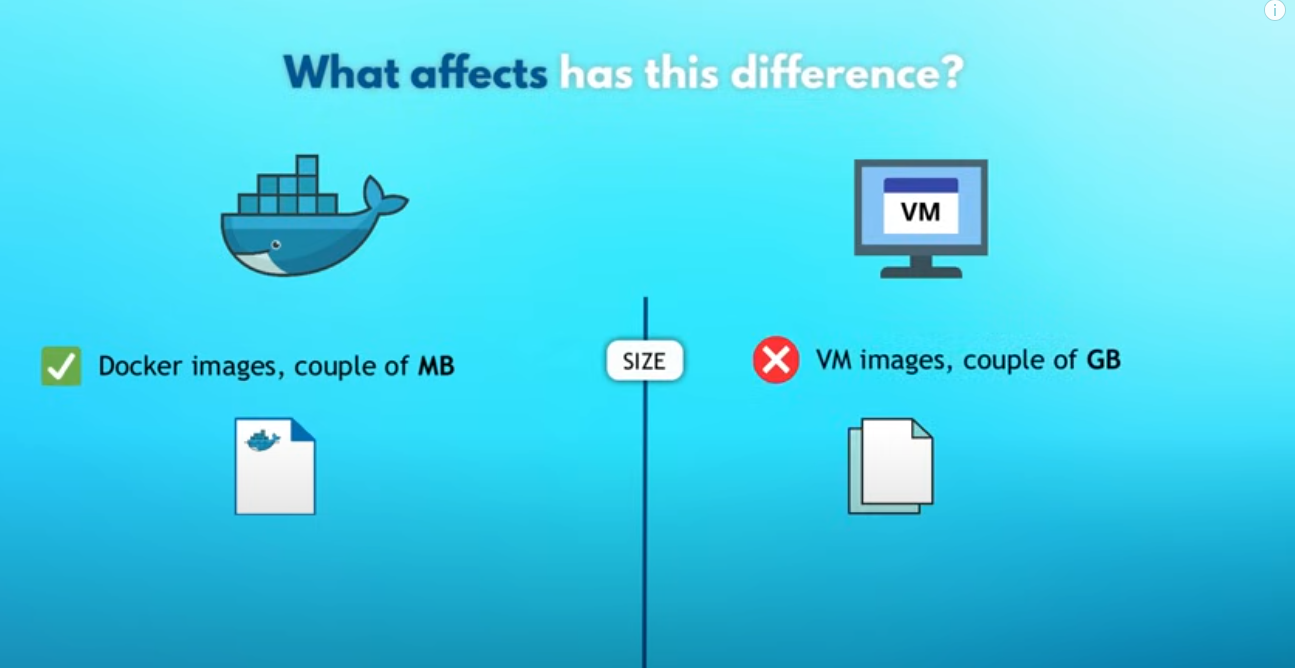 What affects has this difference?
VM
SIZE
Docker images, couple of MB
VM images, couple of GB
i